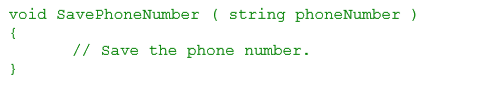 void SavePhoneNumber ( string phoneNumber )
{
// Save the phone number.
}